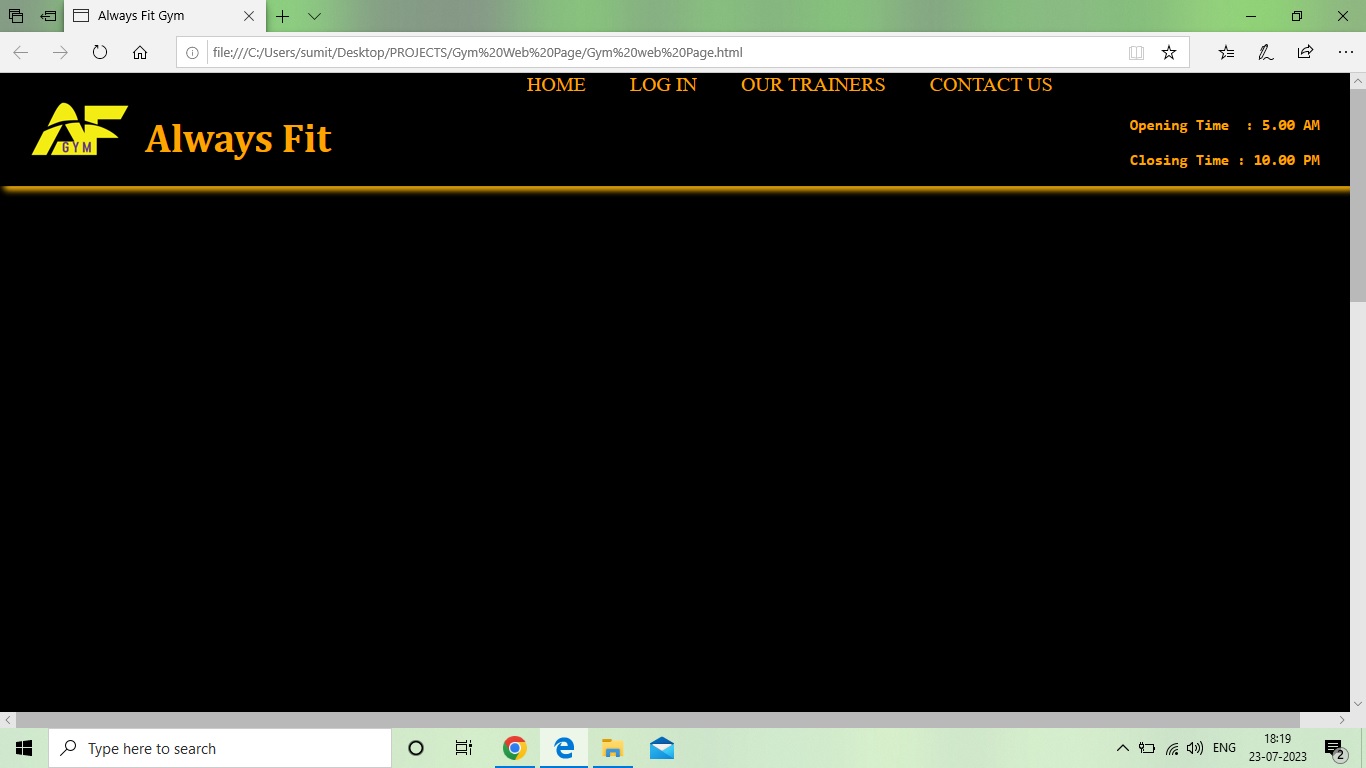 Always Fit Gym
file:///C:/Users/sumit/Desktop/PROJECTS/Gym%20Web%20Page/Gym%20web%20Page.html
HOME LOG IN OUR TRAINERS CONTACT US
AF
GYM
Always Fit
Opening Time : 5.00 AM
Closing Time : 10.00 PM
Type here to search
ENG
18:19
23-07-2023
2